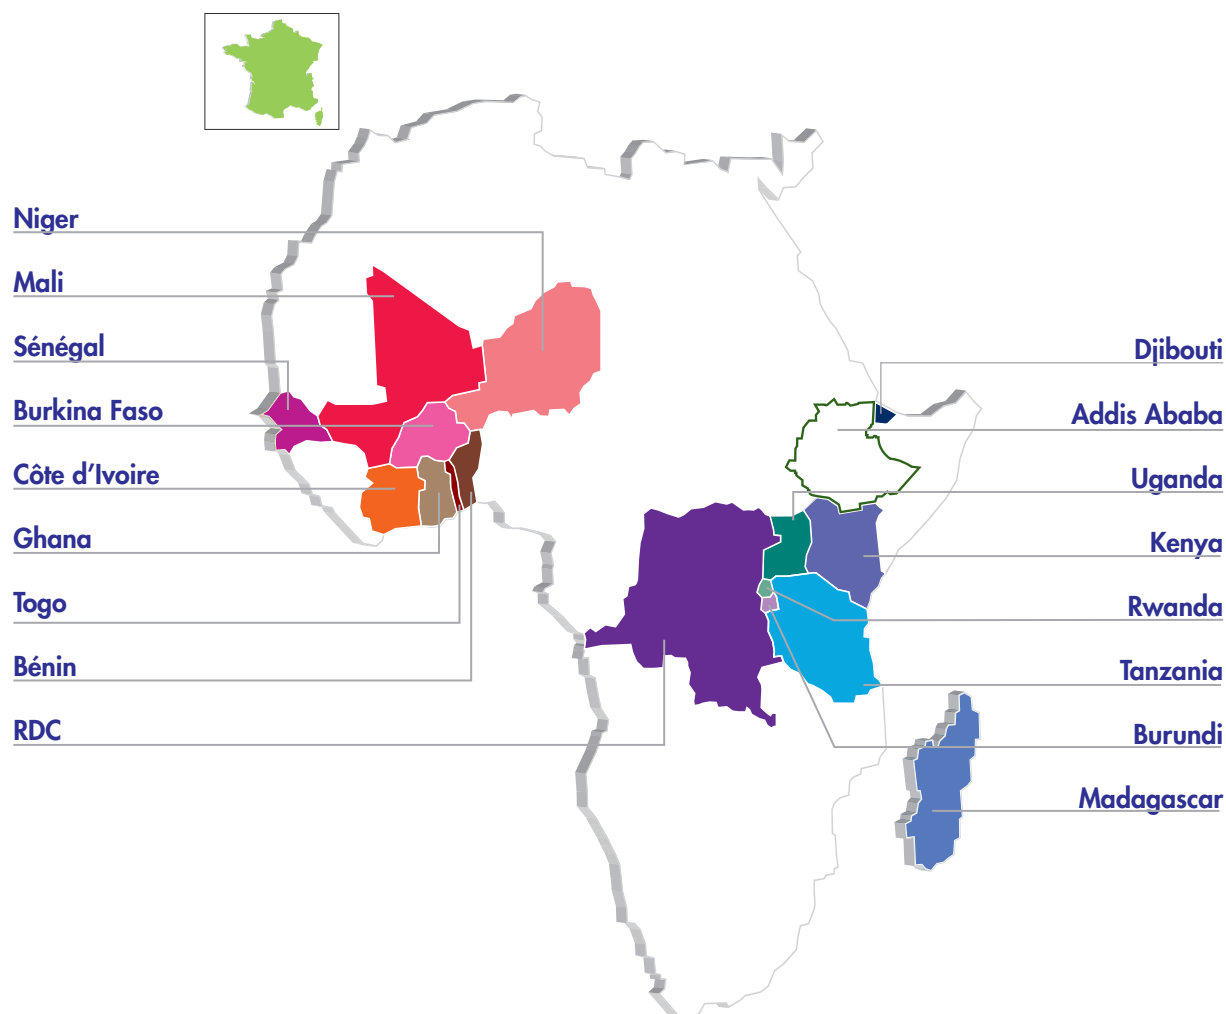 Niger
Mali
Sénégal
Burkina Faso
Côte d’Ivoire
Ghana
Togo
Bénin
RDC
Djibouti
Addis Ababa
Uganda
Kenya
Rwanda
Tanzania
Burundi
Madagascar